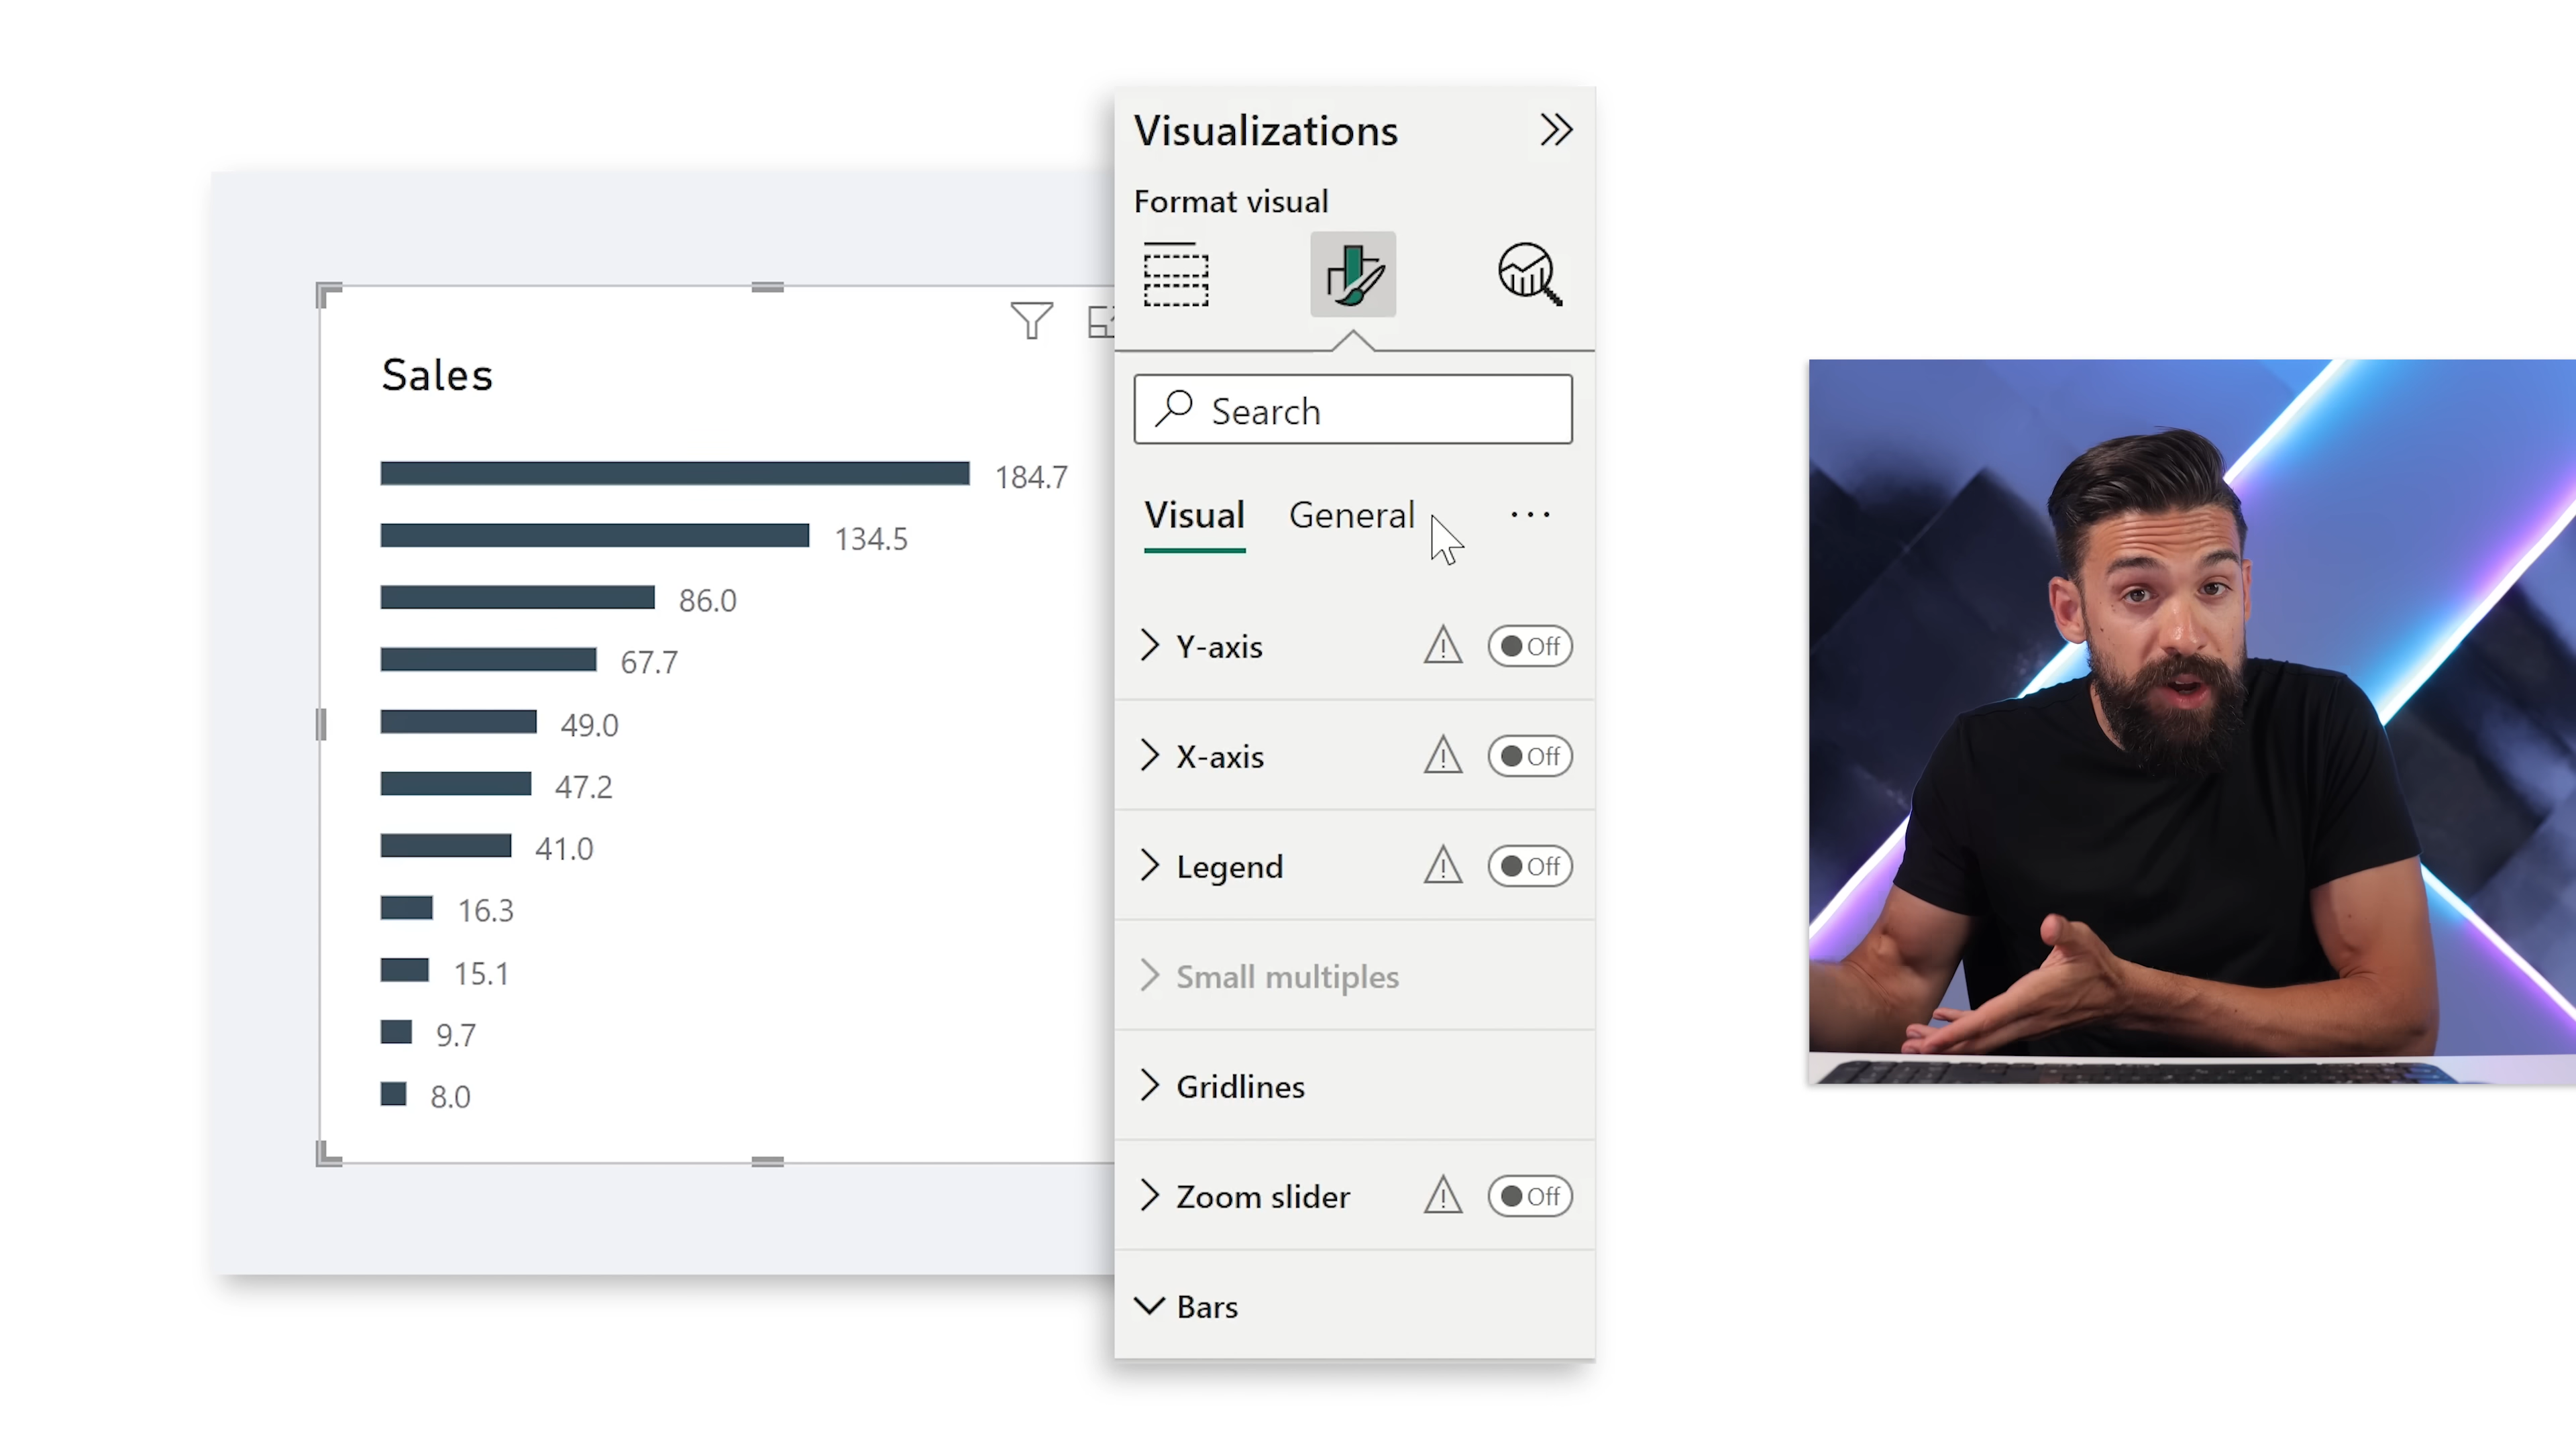 Sales
184.7
134.5
86.0
67.7
49.0
47.2
41.0
16.3
15.1
9.7
8.0
Visualizations
Format visual
Search
Visual General
Y-axis Off
X-axis Off
Legend Off
Small multiples
Gridlines
Zoom slider Off
Bars